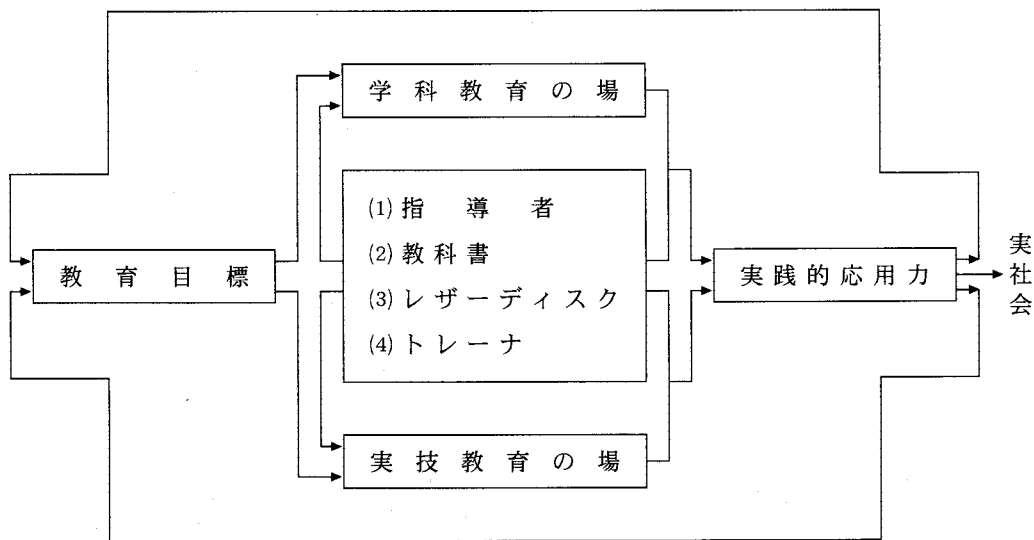 学科教育の場
(1)指導者
(2)教科書
(3)レザーディスク
(4)トレーナ
教育目標
実践的応用力
実社会
実技教育の場